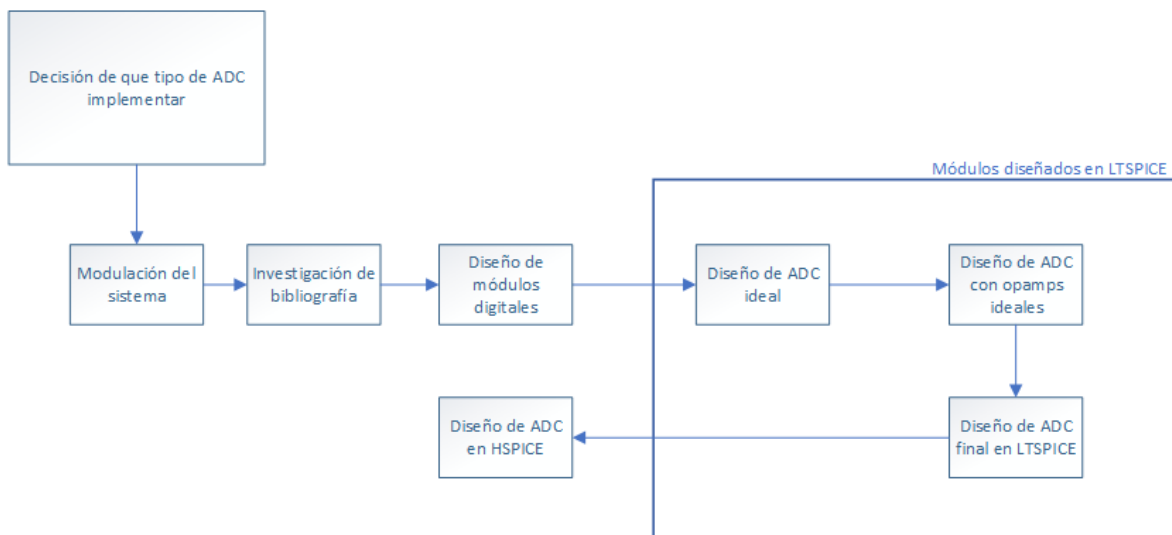 Decisión de que tipo de ADC
implementar
Módulos diseñados en LTSPICE
Modulación del
sistema
Investigación de
bibliografía
Diseño de
módulos
digitales
Diseño de ADC
ideal
Diseño de ADC
con opamps
ideales
Diseño de ADC
en HSPICE
Diseño de ADC
final en LTSPICE